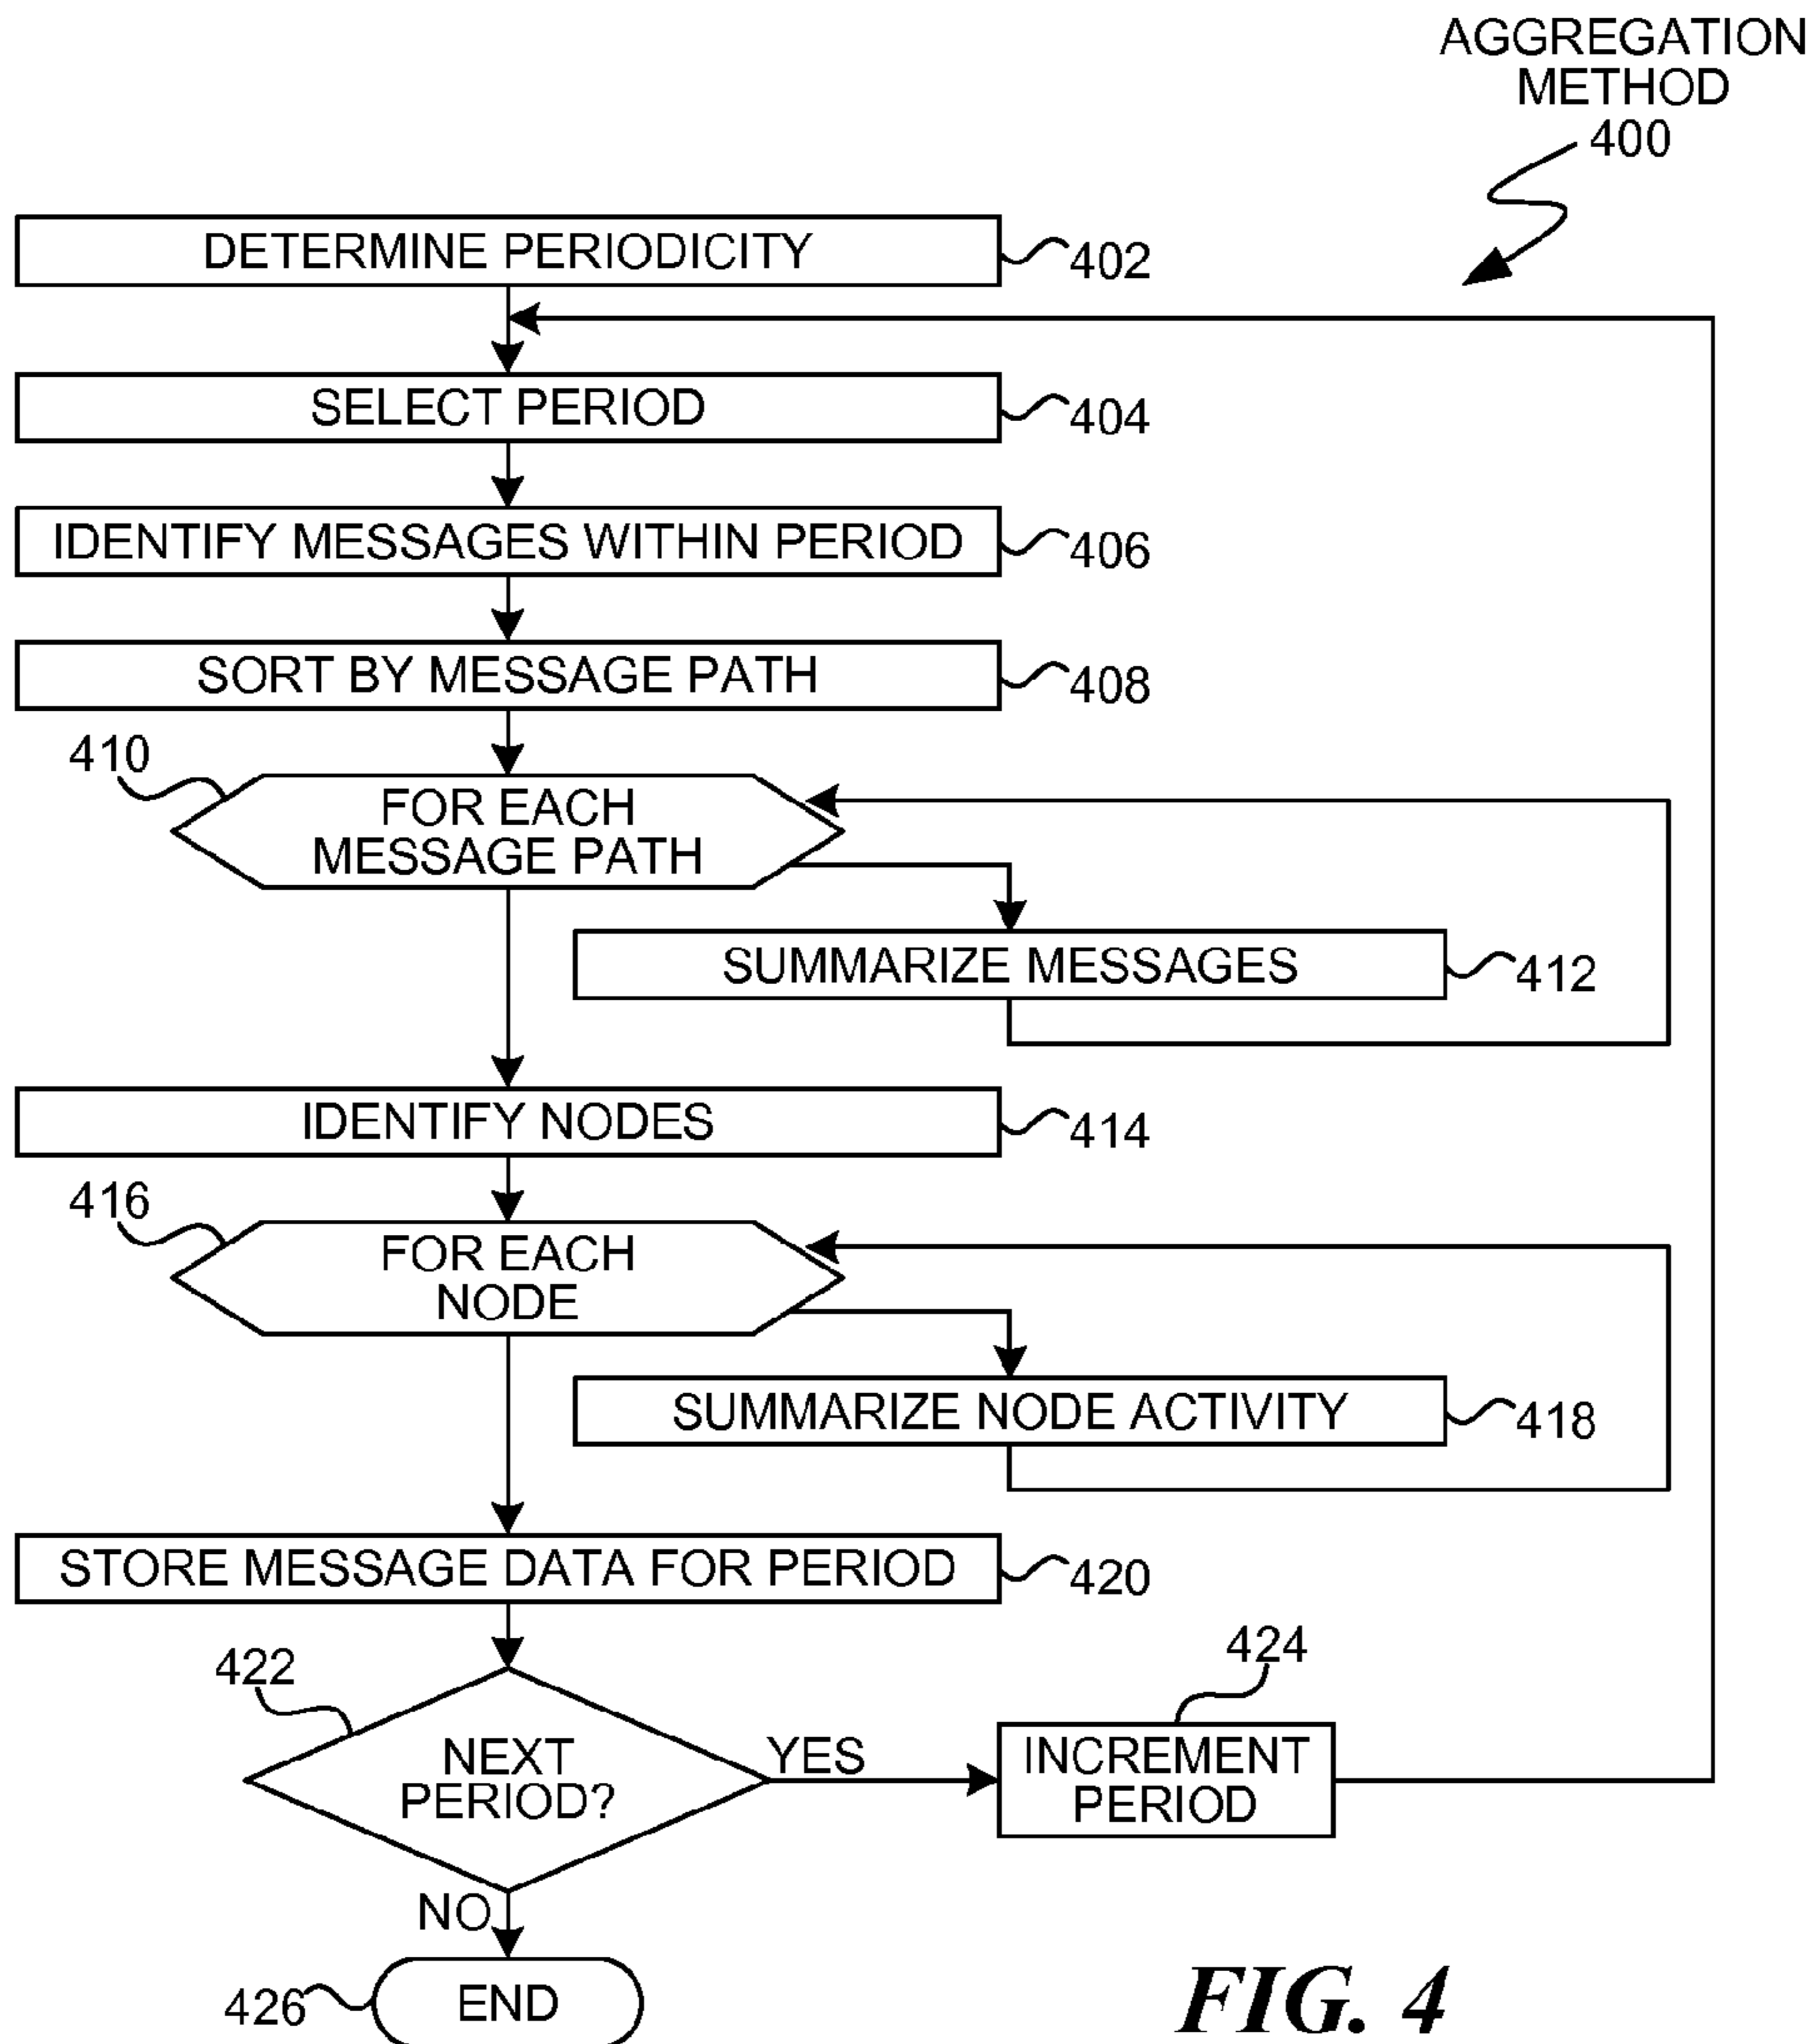 AGGREGATION
METHOD
400
DETERMINE PERIODICITY
402
SELECT PERIOD
404
IDENTIFY MESSAGES WITHIN PERIOD
406
SORT BY MESSAGE PATH
408
410
FOR EACH
MESSAGE PATH
SUMMARIZE MESSAGES
412
IDENTIFY NODES
414
416
FOR EACH
NODE
SUMMARIZE NODE ACTIVITY
418
STORE MESSAGE DATA FOR PERIOD
420
422
NEXT
PERIOD?
YES
424
INCREMENT
PERIOD
NO
426
END
FIG. 4